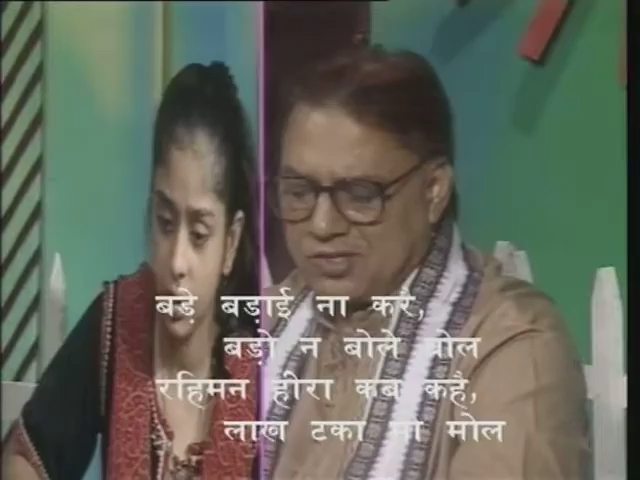 बड़े बड़ाई ना करै,
बड़ो न बोले बोल
रहिमन हीरा कब कहै,
लाख टका मो मोल